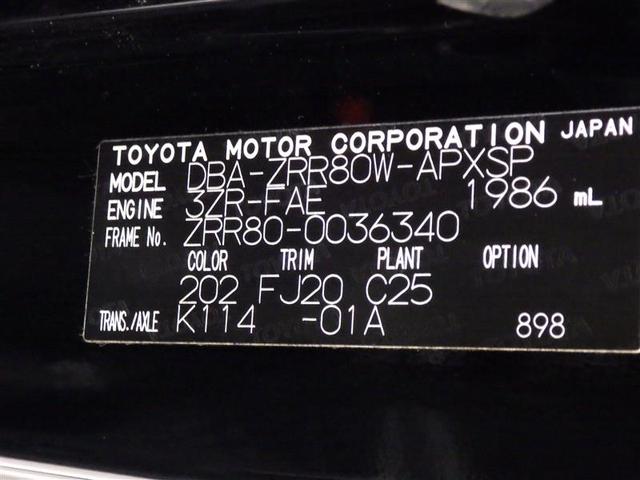 TOYOTA MOTOR CORPORATION JAPAN
MODEL DBA-ZRR80W-APXSP
ENGINE 3ZR-FAE 1986 mL
FRAME No. ZRR80-0036340
COLOR TRIM PLANT OPTION
202 FJ20 C25
TRANS./AXLE K114 -01A 898